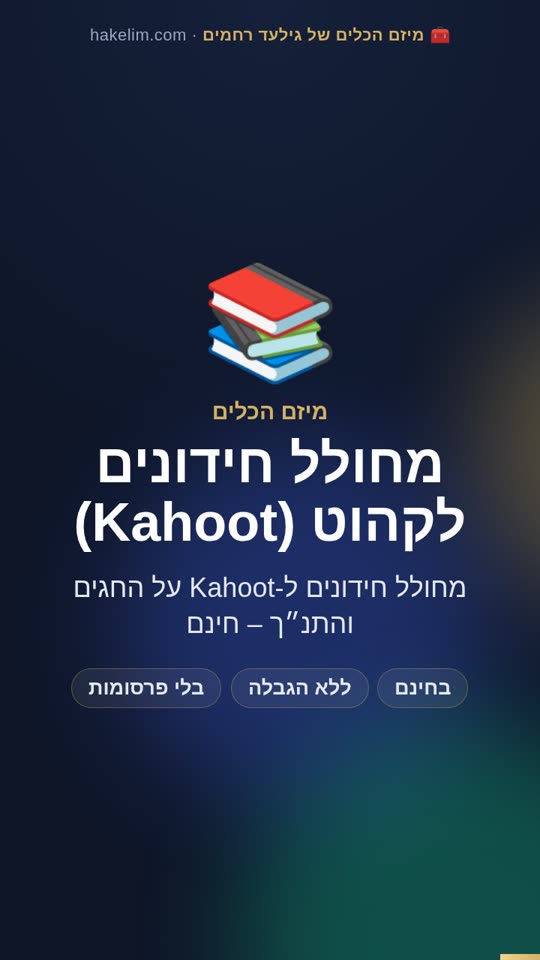 🧰 מיזם הכלים של גילעד רחמים · hakelim.com
מיזם הכלים
מחולל חידונים
לקהוט (Kahoot)
מחולל חידונים ל-Kahoot על החגים
והתנ״ך – חינם
בחינם
ללא הגבלה
בלי פרסומות